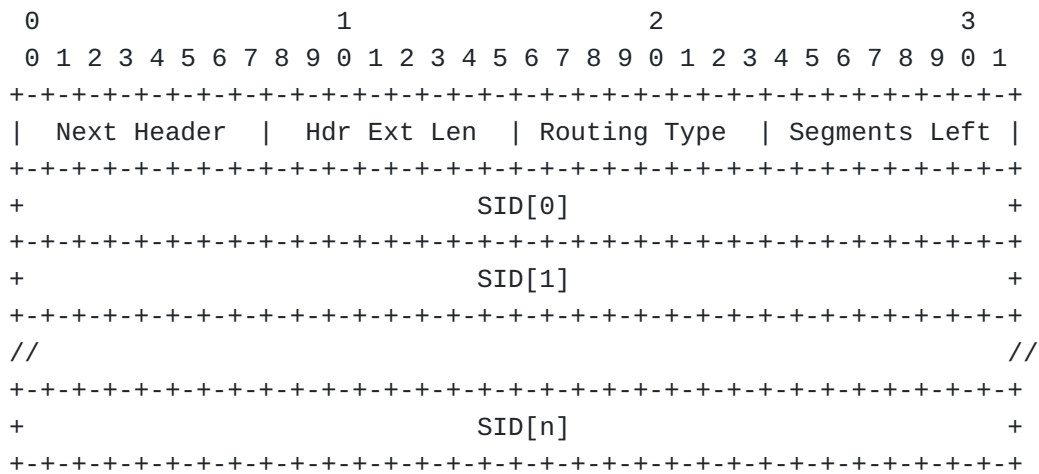 0                   1                   2                   3
 0 1 2 3 4 5 6 7 8 9 0 1 2 3 4 5 6 7 8 9 0 1 2 3 4 5 6 7 8 9 0 1
+-+-+-+-+-+-+-+-+-+-+-+-+-+-+-+-+-+-+-+-+-+-+-+-+-+-+-+-+-+-+-+-+
|  Next Header  |  Hdr Ext Len  | Routing Type  | Segments Left |
+-+-+-+-+-+-+-+-+-+-+-+-+-+-+-+-+-+-+-+-+-+-+-+-+-+-+-+-+-+-+-+-+
+                             SID[0]                            +
+-+-+-+-+-+-+-+-+-+-+-+-+-+-+-+-+-+-+-+-+-+-+-+-+-+-+-+-+-+-+-+-+
+                             SID[1]                            +
+-+-+-+-+-+-+-+-+-+-+-+-+-+-+-+-+-+-+-+-+-+-+-+-+-+-+-+-+-+-+-+-+
//                                                              //
+-+-+-+-+-+-+-+-+-+-+-+-+-+-+-+-+-+-+-+-+-+-+-+-+-+-+-+-+-+-+-+-+
+                             SID[n]                            +
+-+-+-+-+-+-+-+-+-+-+-+-+-+-+-+-+-+-+-+-+-+-+-+-+-+-+-+-+-+-+-+-+